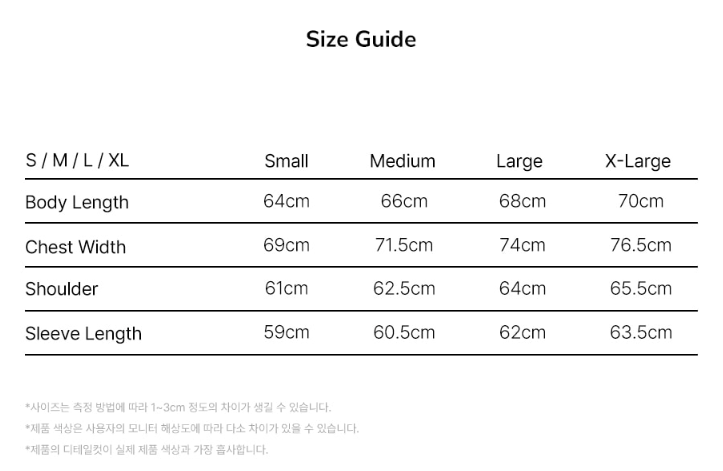 Size Guide
S / M / L / XL Small Medium Large X-Large
Body Length 64cm 66cm 68cm 70cm
Chest Width 69cm 71.5cm 74cm 76.5cm
Shoulder 61cm 62.5cm 64cm 65.5cm
Sleeve Length 59cm 60.5cm 62cm 63.5cm
*사이즈는 측정 방법에 따라 1~3cm 정도의 차이가 생길 수 있습니다.
*제품 색상은 사용자의 모니터 해상도에 따라 다소 차이가 있을 수 있습니다.
*제품의 디테일컷이 실제 제품 색상과 가장 흡사합니다.